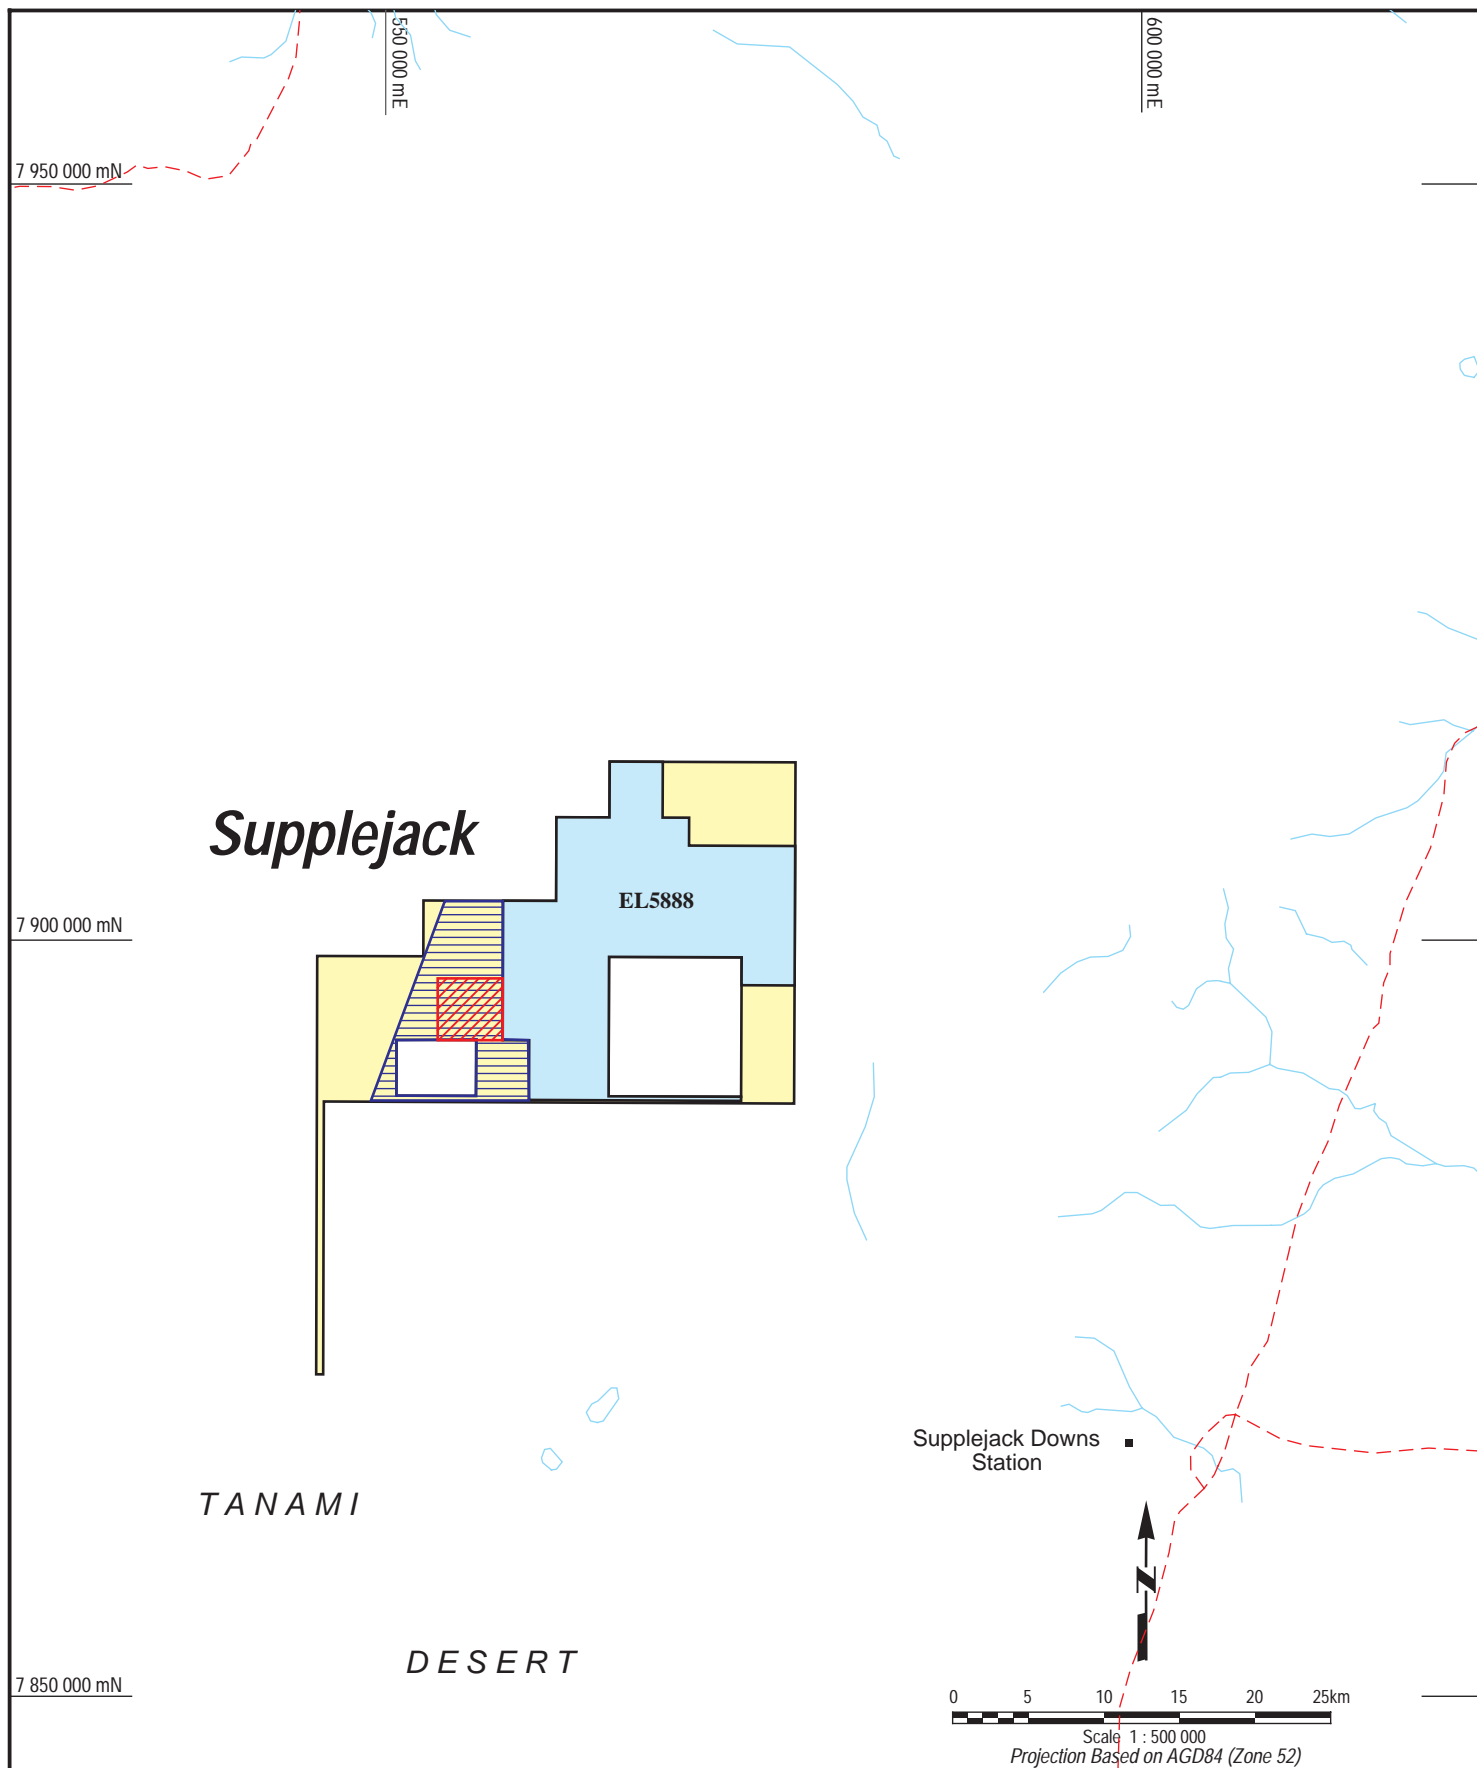 550 000 mE
600 000 mE
7 950 000 mN
Supplejack
EL5888
7 900 000 mN
Supplejack Downs
Station
TANAMI
N
DESERT
7 850 000 mN
0 5 10 15 20 25km
Scale 1 : 500 000
Projection Based on AGD84 (Zone 52)